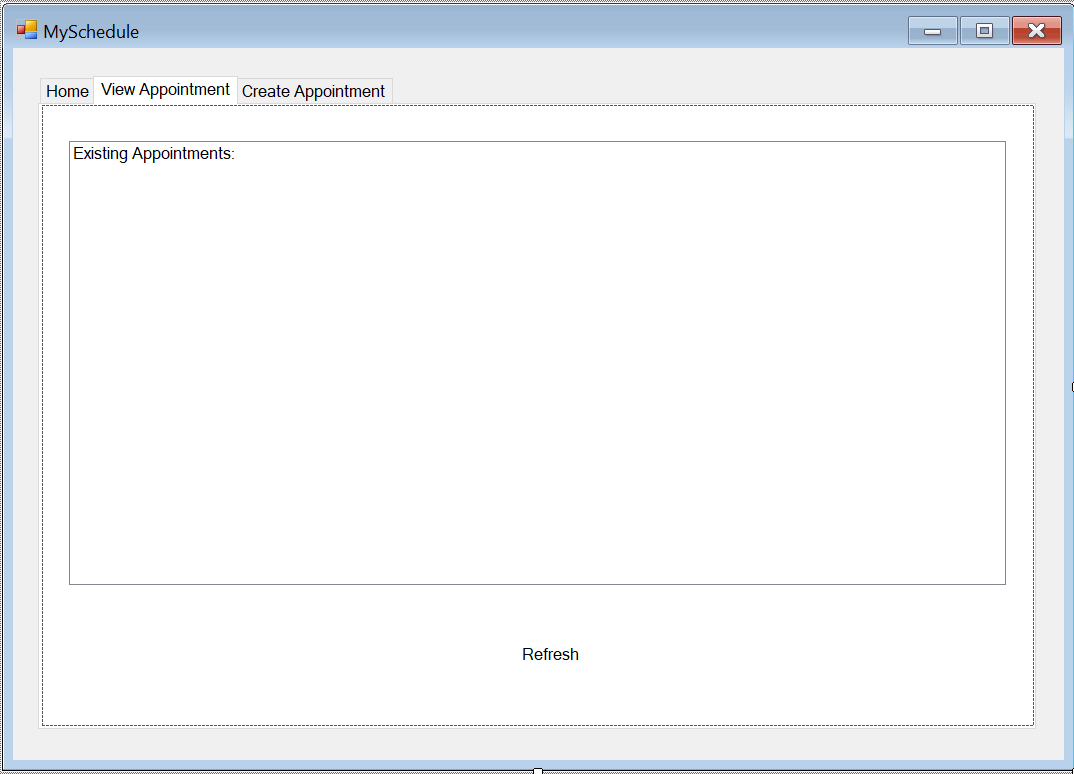 MySchedule
Home View Appointment Create Appointment
Existing Appointments:
Refresh